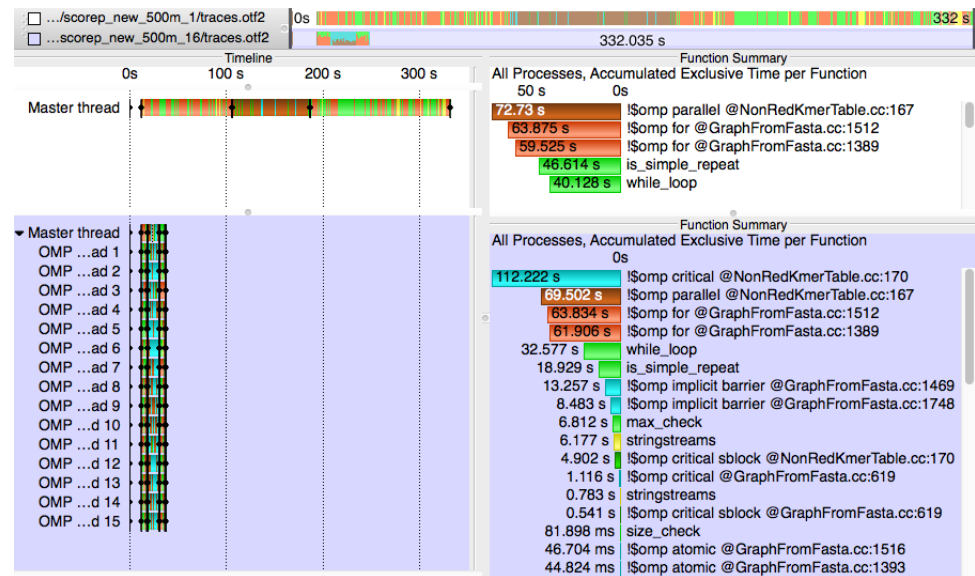 .../scorep_new_500m_1/traces.otf2 0s 332 s
...scorep_new_500m_16/traces.otf2 332.035 s
Timeline
0s 100 s 200 s 300 s
Master thread
Function Summary
All Processes, Accumulated Exclusive Time per Function
50 s 0s
72.73 s !$omp parallel @NonRedKmerTable.cc:167
63.875 s !$omp for @GraphFromFasta.cc:1512
59.525 s !$omp for @GraphFromFasta.cc:1389
46.614 s is_simple_repeat
40.128 s while_loop
Master thread
OMP ...ad 1
OMP ...ad 2
OMP ...ad 3
OMP ...ad 4
OMP ...ad 5
OMP ...ad 6
OMP ...ad 7
OMP ...ad 8
OMP ...ad 9
OMP ...d 10
OMP ...d 11
OMP ...d 12
OMP ...d 13
OMP ...d 14
OMP ...d 15
Function Summary
All Processes, Accumulated Exclusive Time per Function
0s
112.222 s !$omp critical @NonRedKmerTable.cc:170
69.502 s !$omp parallel @NonRedKmerTable.cc:167
63.834 s !$omp for @GraphFromFasta.cc:1512
61.906 s !$omp for @GraphFromFasta.cc:1389
32.577 s while_loop
18.929 s is_simple_repeat
13.257 s !$omp implicit barrier @GraphFromFasta.cc:1469
8.483 s !$omp implicit barrier @GraphFromFasta.cc:1748
6.812 s max_check
6.177 s stringstreams
4.902 s !$omp critical sblock @NonRedKmerTable.cc:170
1.116 s !$omp critical @GraphFromFasta.cc:619
0.783 s stringstreams
0.541 s !$omp critical sblock @GraphFromFasta.cc:619
81.898 ms size_check
46.704 ms !$omp atomic @GraphFromFasta.cc:1516
44.824 ms !$omp atomic @GraphFromFasta.cc:1393